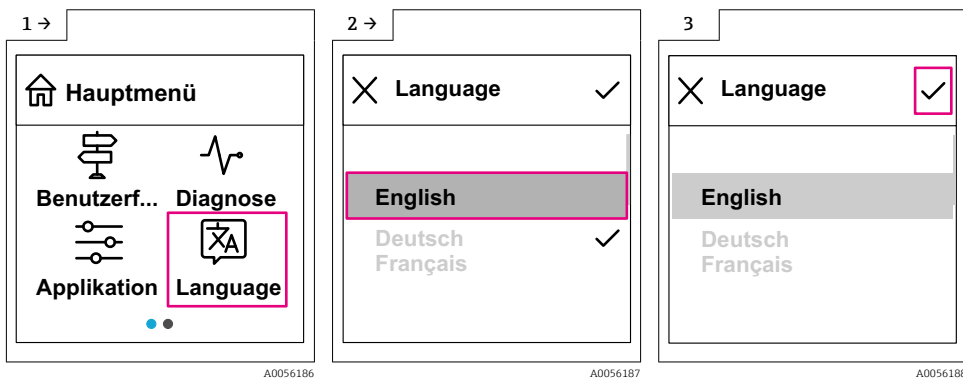 1 →
Hauptmenü
Benutzerf... Diagnose
Applikation Language
A0056186
2 →
Language
English
Deutsch
Français
A0056187
3
Language
English
Deutsch
Français
A0056188